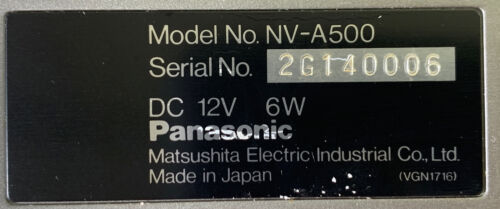 Model No. NV-A500
Serial No. 2G140006
DC 12V 6W
Panasonic
Matsushita Electric Industrial Co., Ltd.
Made in Japan (VGN1716)